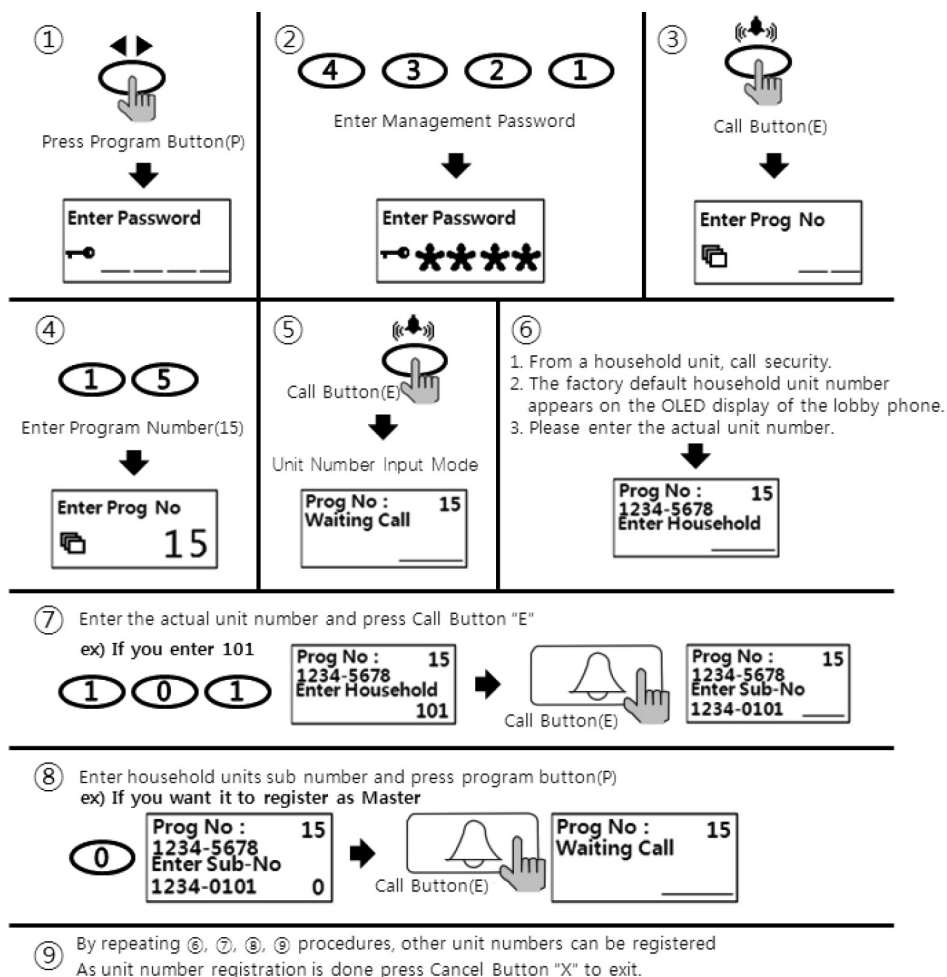 ①
Press Program Button(P)
Enter Password
②
4 3 2 1
Enter Management Password
Enter Password
③
Call Button(E)
Enter Prog No
④
1 5
Enter Program Number(15)
Enter Prog No
15
⑤
Call Button(E)
Unit Number Input Mode
Prog No : 15
Waiting Call
⑥
1. From a household unit, call security.
2. The factory default household unit number
appears on the OLED display of the lobby phone.
3. Please enter the actual unit number.
Prog No : 15
1234-5678
Enter Household
⑦ Enter the actual unit number and press Call Button "E"
ex) If you enter 101
1 0 1
Prog No : 15
1234-5678
Enter Household
101
Call Button(E)
Prog No : 15
1234-5678
Enter Sub-No
1234-0101
⑧ Enter household units sub number and press program button(P)
ex) If you want it to register as Master
0
Prog No : 15
1234-5678
Enter Sub-No
1234-0101 0
Call Button(E)
Prog No : 15
Waiting Call
⑨ By repeating ⑥, ⑦, ⑧, ⑨ procedures, other unit numbers can be registered
As unit number registration is done press Cancel Button "X" to exit.